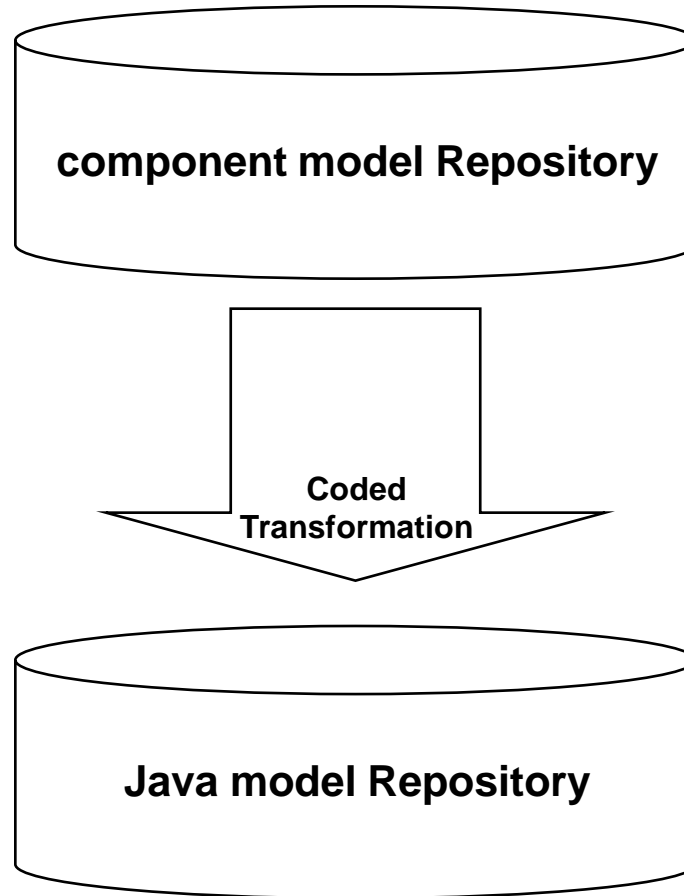 component model Repository
Coded
Transformation
Java model Repository